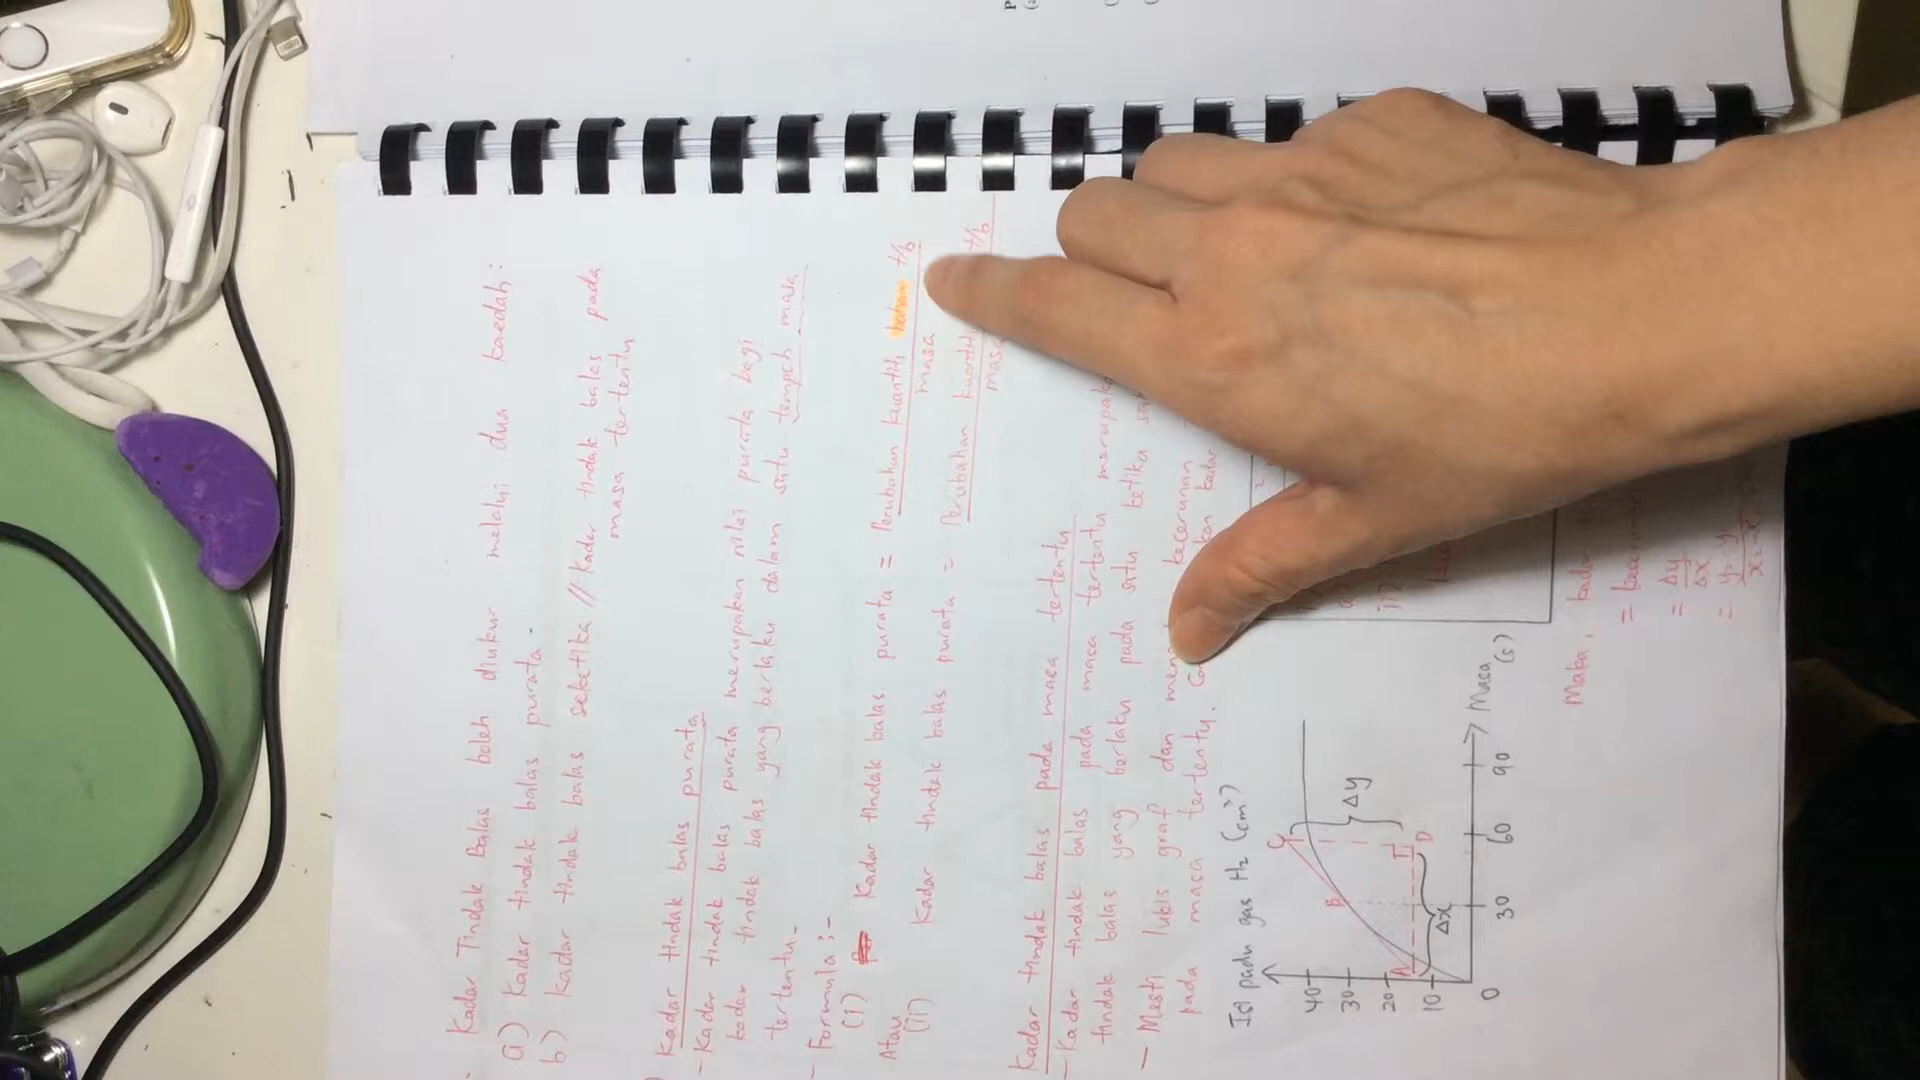 Kadar Tindak Balas boleh diukur melalui dua kaedah:
a) Kadar tindak balas purata.
b) kadar tindak balas seketika // Kadar tindak balas pada
masa tertentu
Kadar tindak balas purata
- Kadar tindak balas purata merupakan nilai purata bagi
kadar tindak balas yang berlaku dalam satu tempoh masa
tertentu.
- Formula :-
(i) Kadar tindak balas purata = Perubahan kuantiti bahan t/b
masa
Atau
(ii) Kadar tindak balas purata = Perubahan kuantiti t/b
masa
Kadar tindak balas pada masa tertentu
- Kadar tindak balas pada masa tertentu merupakan
tindak balas yang berlaku pada satu ketika
- Mesti lukis graf dan kecerunan
pada masa tertentu. kadar
Isi padu gas H₂ (cm³)
40
30
20
10
0
30
60
90
Masa
(s)
A
B
C
D
Δy
Δx
Maka, kadar
=
= Δy
Δx
= y₂-y